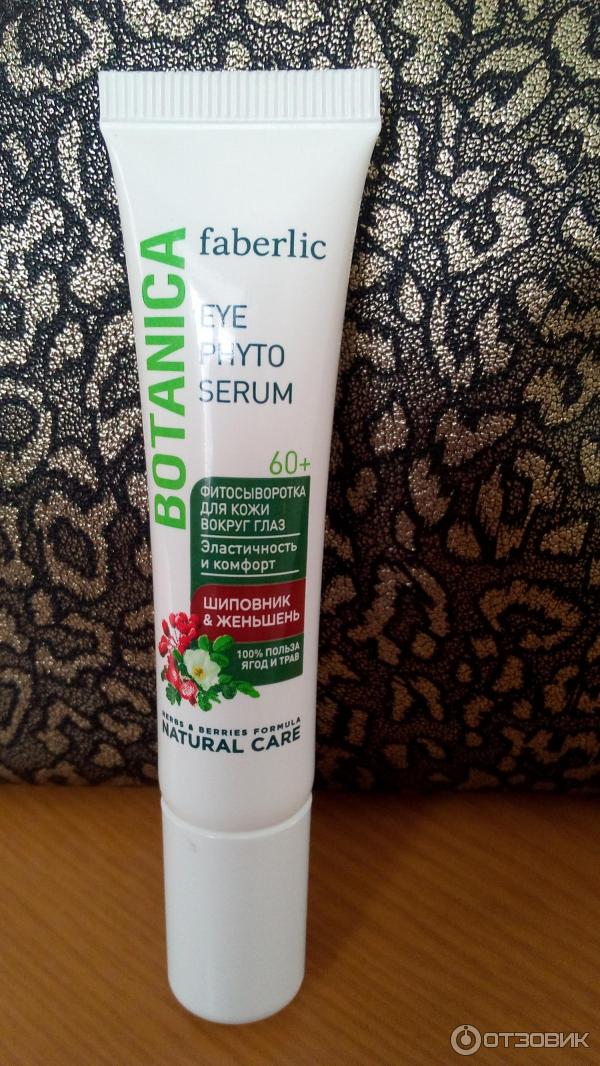 faberlic
BOTANICA
EYE
PHYTO
SERUM
60+
ФИТОСЫВОРОТКА
ДЛЯ КОЖИ
ВОКРУГ ГЛАЗ
Эластичность
и комфорт
ШИПОВНИК
& ЖЕНЬШЕНЬ
100% ПОЛЬЗА
ЯГОД И ТРАВ
HERBS & BERRIES FORMULA
NATURAL CARE
ОТЗОВИК